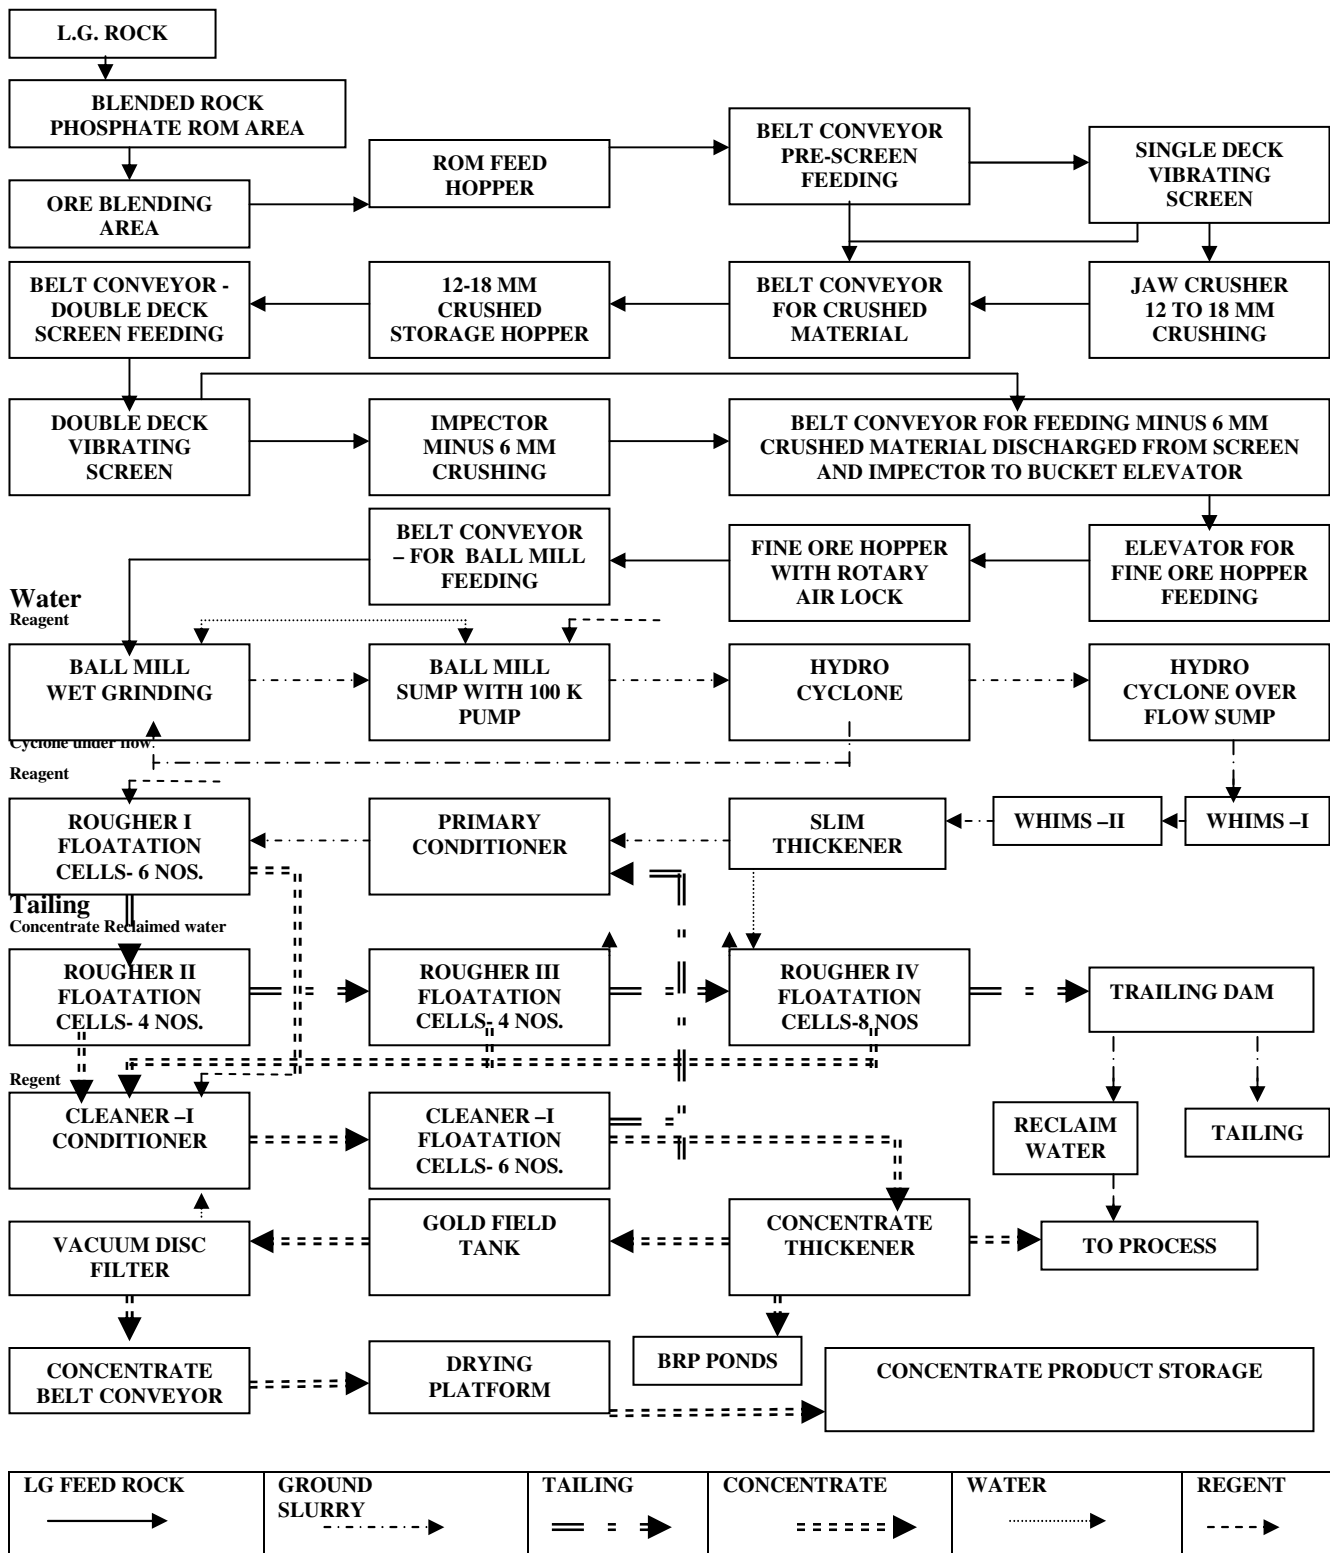 L.G. ROCK
BLENDED ROCK
PHOSPHATE ROM AREA
ORE BLENDING
AREA
ROM FEED
HOPPER
BELT CONVEYOR
PRE-SCREEN
FEEDING
SINGLE DECK
VIBRATING
SCREEN
BELT CONVEYOR -
DOUBLE DECK
SCREEN FEEDING
12-18 MM
CRUSHED
STORAGE HOPPER
BELT CONVEYOR
FOR CRUSHED
MATERIAL
JAW CRUSHER
12 TO 18 MM
CRUSHING
DOUBLE DECK
VIBRATING
SCREEN
IMPECTOR
MINUS 6 MM
CRUSHING
BELT CONVEYOR FOR FEEDING MINUS 6 MM
CRUSHED MATERIAL DISCHARGED FROM SCREEN
AND IMPECTOR TO BUCKET ELEVATOR
BELT CONVEYOR
– FOR BALL MILL
FEEDING
FINE ORE HOPPER
WITH ROTARY
AIR LOCK
ELEVATOR FOR
FINE ORE HOPPER
FEEDING
Water
Reagent
BALL MILL
WET GRINDING
BALL MILL
SUMP WITH 100 K
PUMP
HYDRO
CYCLONE
HYDRO
CYCLONE OVER
FLOW SUMP
Cyclone under flow
Reagent
ROUGHER I
FLOATATION
CELLS- 6 NOS.
PRIMARY
CONDITIONER
SLIM
THICKENER
WHIMS –II
WHIMS –I
Tailing
Concentrate Reclaimed water
ROUGHER II
FLOATATION
CELLS- 4 NOS.
ROUGHER III
FLOATATION
CELLS- 4 NOS.
ROUGHER IV
FLOATATION
CELLS-8 NOS
TRAILING DAM
Regent
CLEANER –I
CONDITIONER
CLEANER –I
FLOATATION
CELLS- 6 NOS.
RECLAIM
WATER
TAILING
VACUUM DISC
FILTER
GOLD FIELD
TANK
CONCENTRATE
THICKENER
TO PROCESS
CONCENTRATE
BELT CONVEYOR
DRYING
PLATFORM
BRP PONDS
CONCENTRATE PRODUCT STORAGE
LG FEED ROCK
GROUND
SLURRY
TAILING
CONCENTRATE
WATER
REGENT